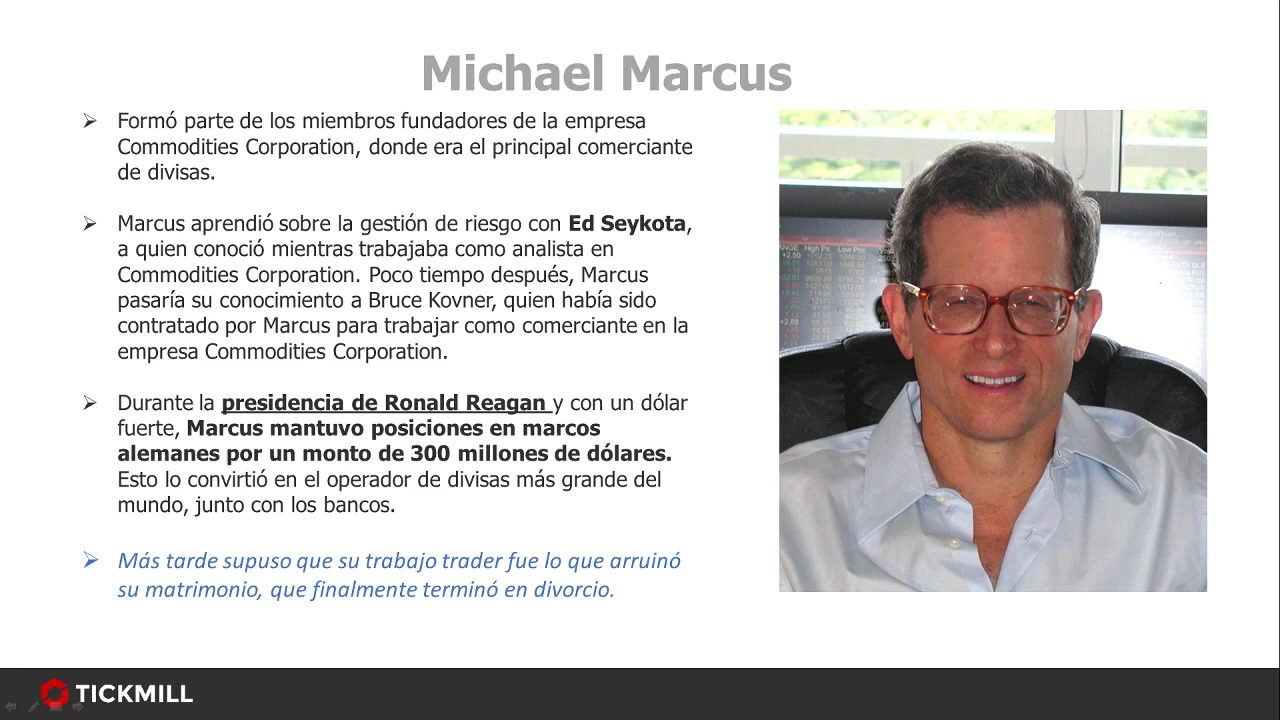 Michael Marcus
Formó parte de los miembros fundadores de la empresa
Commodities Corporation, donde era el principal comerciante
de divisas.
Marcus aprendió sobre la gestión de riesgo con Ed Seykota,
a quien conoció mientras trabajaba como analista en
Commodities Corporation. Poco tiempo después, Marcus
pasaría su conocimiento a Bruce Kovner, quien había sido
contratado por Marcus para trabajar como comerciante en la
empresa Commodities Corporation.
Durante la presidencia de Ronald Reagan y con un dólar
fuerte, Marcus mantuvo posiciones en marcos
alemanes por un monto de 300 millones de dólares.
Esto lo convirtió en el operador de divisas más grande del
mundo, junto con los bancos.
Más tarde supuso que su trabajo trader fue lo que arruinó
su matrimonio, que finalmente terminó en divorcio.
High Pri Low Pric
TICKMILL